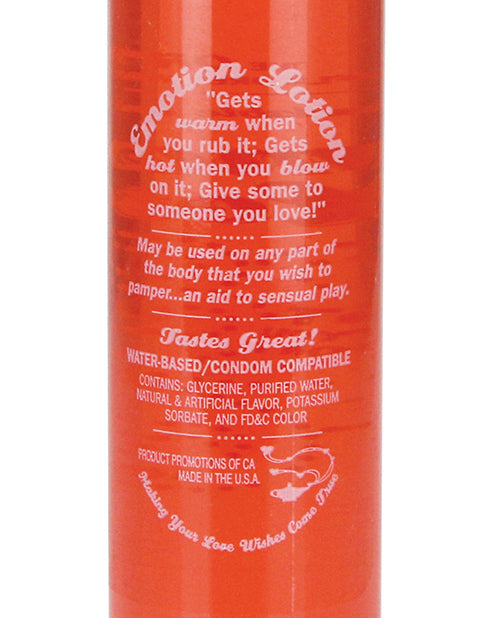 Emotion Lotion
"Gets
warm when
you rub it; Gets
hot when you blow
on it; Give some to
someone you love!"
May be used on any part of
the body that you wish to
pamper...an aid to sensual play.
Tastes Great!
WATER-BASED/CONDOM COMPATIBLE
CONTAINS: GLYCERINE, PURIFIED WATER,
NATURAL & ARTIFICIAL FLAVOR, POTASSIUM
SORBATE, AND FD&C COLOR
PRODUCT PROMOTIONS OF CA
MADE IN THE U.S.A.
Making Your Love Wishes Come True